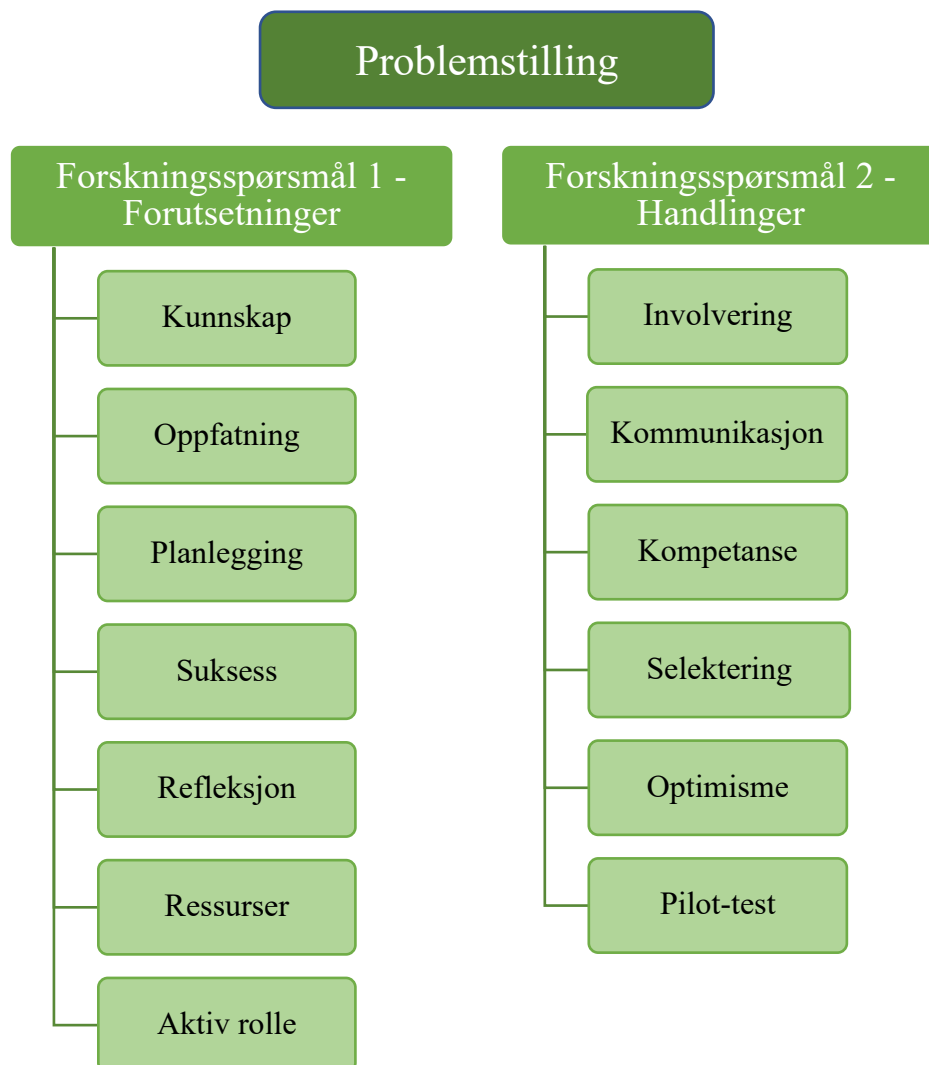 Problemstilling
Forskningsspørsmål 1 -
Forutsetninger
Kunnskap
Oppfatning
Planlegging
Suksess
Refleksjon
Ressurser
Aktiv rolle
Forskningsspørsmål 2 -
Handlinger
Involvering
Kommunikasjon
Kompetanse
Selektering
Optimisme
Pilot-test